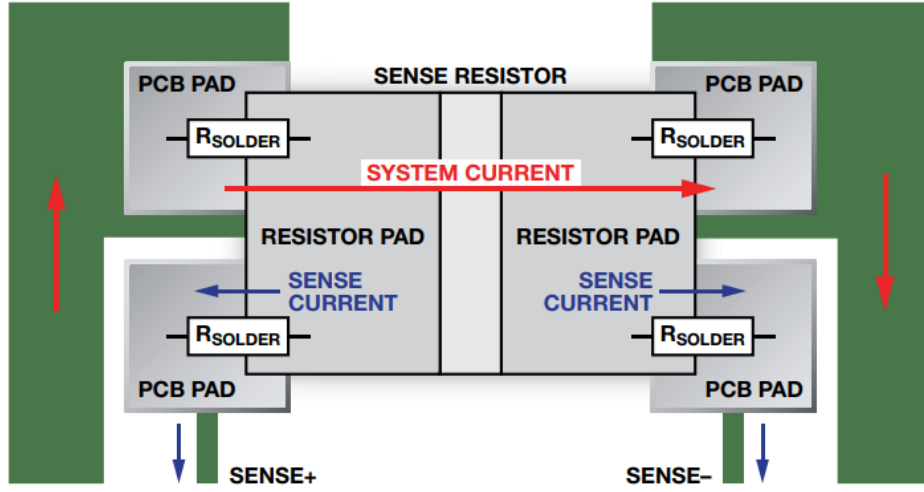 SENSE RESISTOR
PCB PAD
PCB PAD
RSOLDER
RSOLDER
SYSTEM CURRENT
RESISTOR PAD
RESISTOR PAD
SENSE
CURRENT
SENSE
CURRENT
RSOLDER
RSOLDER
PCB PAD
PCB PAD
SENSE+
SENSE–